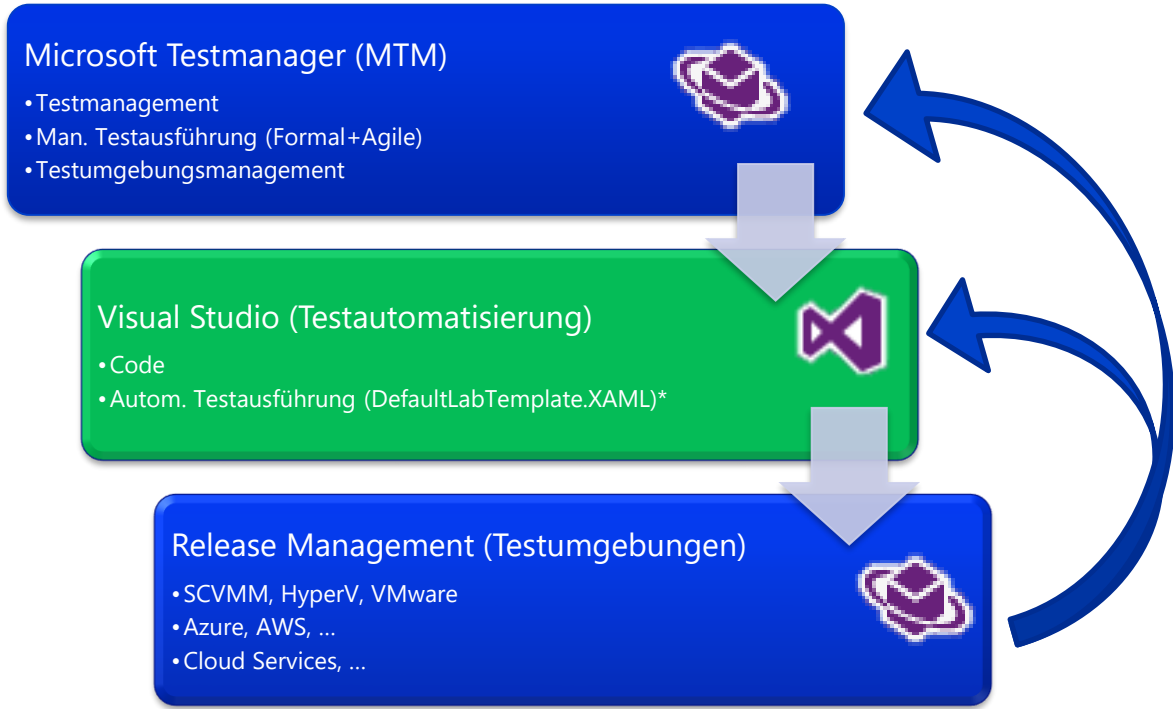 Microsoft Testmanager (MTM)
•Testmanagement
•Man. Testausführung (Formal+Agile)
•Testumgebungsmanagement
Visual Studio (Testautomatisierung)
•Code
•Autom. Testausführung (DefaultLabTemplate.XAML)*
Release Management (Testumgebungen)
•SCVMM, HyperV, VMware
•Azure, AWS, …
•Cloud Services, …